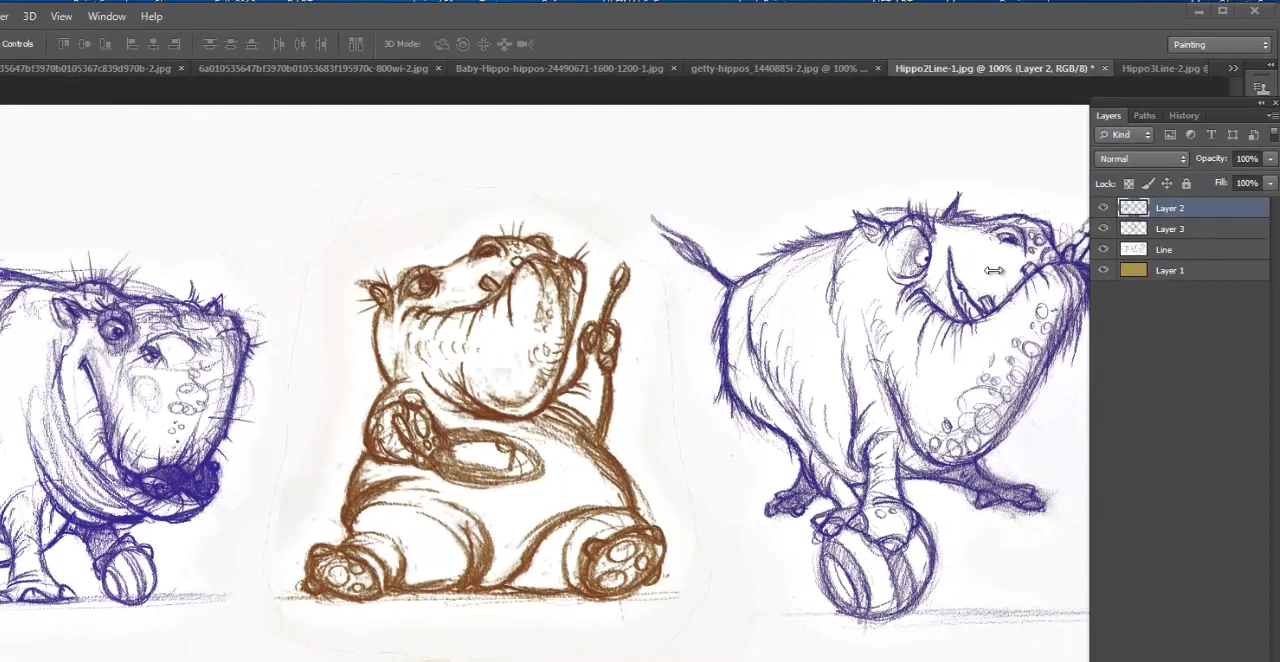 3D View Window Help
Controls 3D Mode: Painting
35647bf3970b0105367c839d970b-2.jpg × 6a010535647bf3970b01053683f195970c-800wi-2.jpg × Baby-Hippo-hippos-24490671-1600-1200-1.jpg × getty-hippos_1440885i-2.jpg @ 100% ... × Hippo2Line-1.jpg @ 100% (Layer 2, RGB/8) * × Hippo3Line-2.jpg
Layers Paths History
Kind
Normal Opacity: 100%
Lock: Fill: 100%
Layer 2
Layer 3
Line
Layer 1